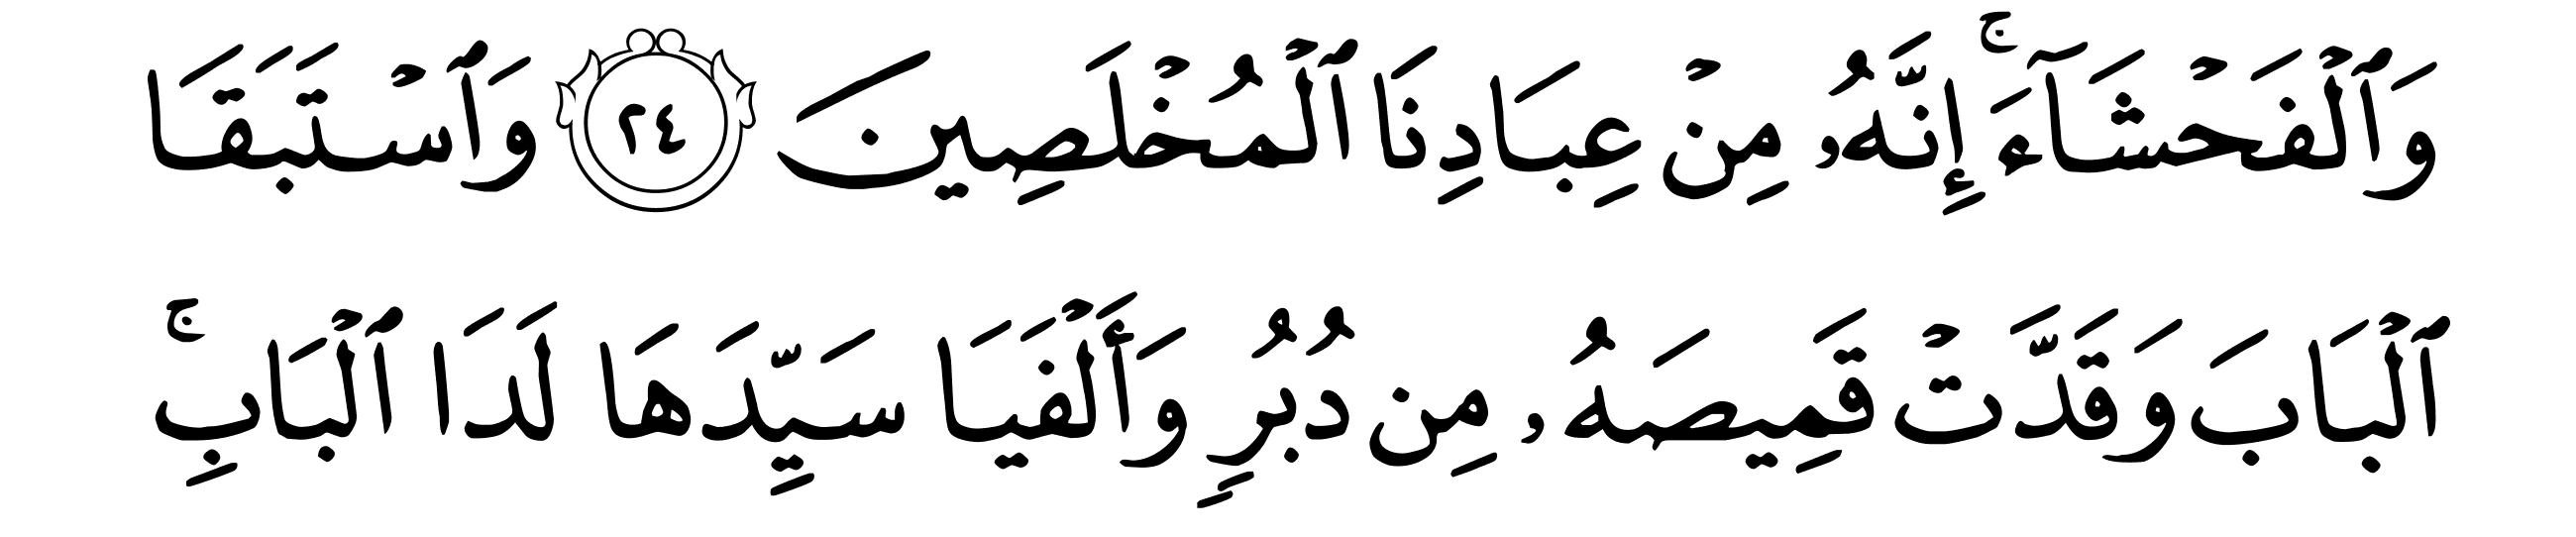 وَٱلۡفَحۡشَآءَۚ إِنَّهُۥ مِنۡ عِبَادِنَا ٱلۡمُخۡلَصِينَ ٢٤ وَٱسۡتَبَقَا
ٱلۡبَابَ وَقَدَّتۡ قَمِيصَهُۥ مِن دُبُرٖ وَأَلۡفَيَا سَيِّدَهَا لَدَا ٱلۡبَابِۚ